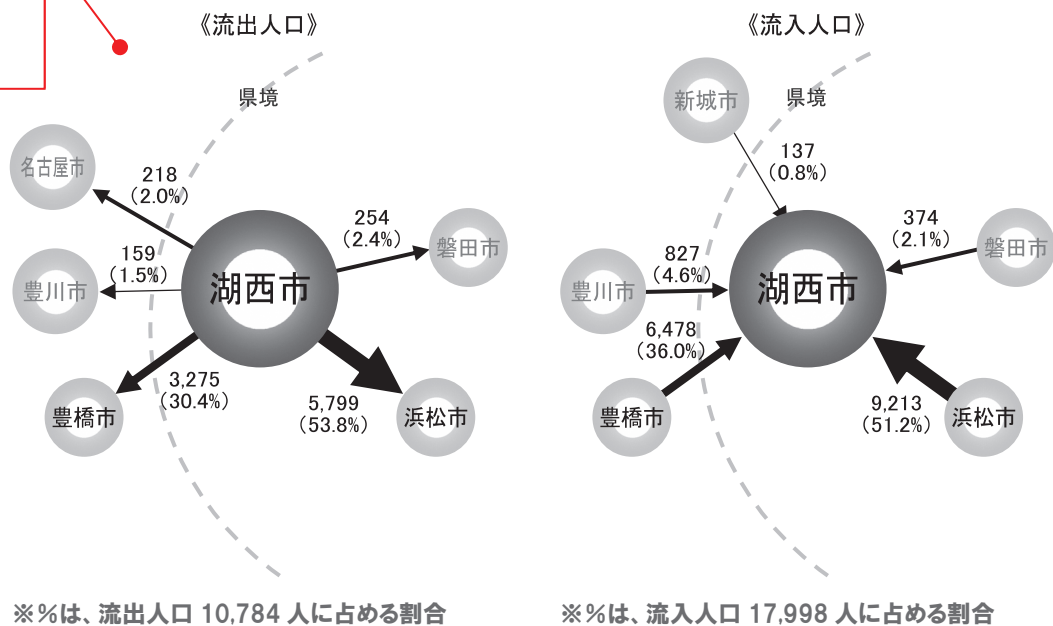 《流出人口》
県境
名古屋市
218
（2.0%）
254
（2.4%）
磐田市
159
（1.5%）
豊川市
湖西市
3,275
（30.4%）
豊橋市
5,799
（53.8%）
浜松市
※％は、流出人口 10,784 人に占める割合
《流入人口》
新城市
県境
137
（0.8%）
374
（2.1%）
磐田市
827
（4.6%）
豊川市
湖西市
6,478
（36.0%）
豊橋市
9,213
（51.2%）
浜松市
※％は、流入人口 17,998 人に占める割合